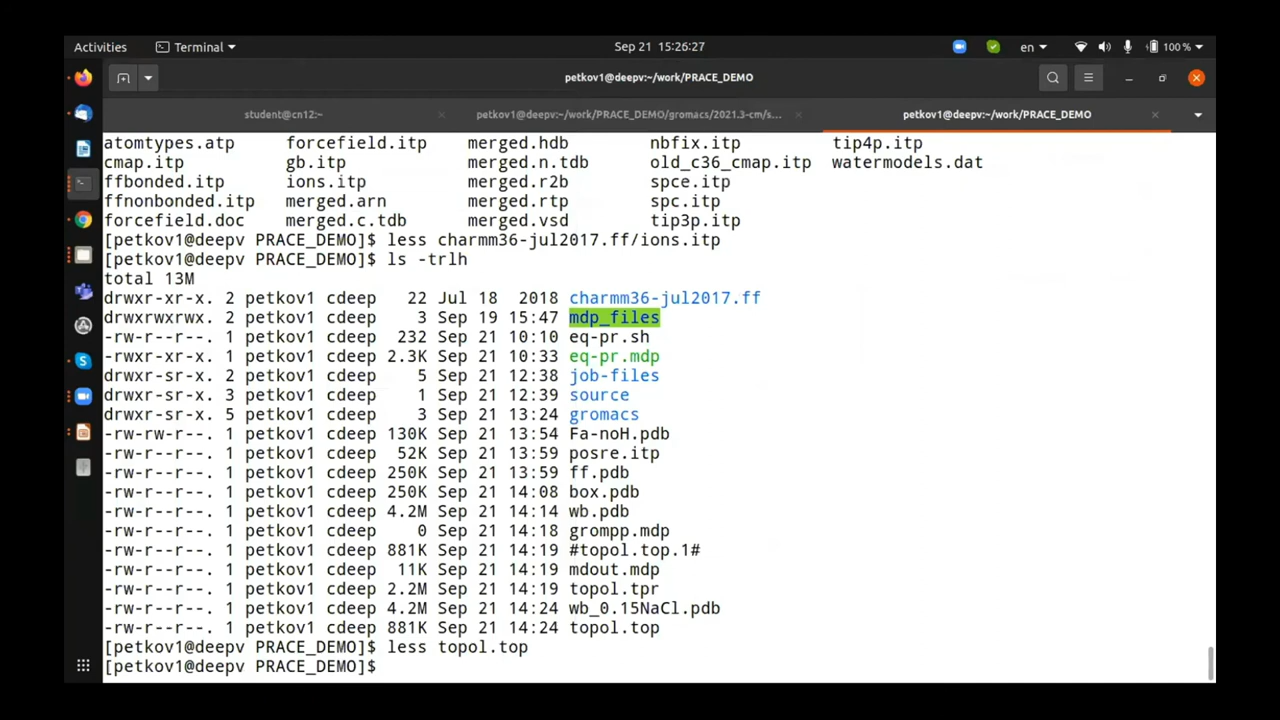 Activities Terminal Sep 21 15:26:27 en 100 %
petkov1@deepv:~/work/PRACE_DEMO
student@cn12:~ petkov1@deepv:~/work/PRACE_DEMO/gromacs/2021.3-cm/s... petkov1@deepv:~/work/PRACE_DEMO
atomtypes.atp forcefield.itp merged.hdb nbfix.itp tip4p.itp
cmap.itp gb.itp merged.n.tdb old_c36_cmap.itp watermodels.dat
ffbonded.itp ions.itp merged.r2b spce.itp
ffnonbonded.itp merged.arn merged.rtp spc.itp
forcefield.doc merged.c.tdb merged.vsd tip3p.itp
[petkov1@deepv PRACE_DEMO]$ less charmm36-jul2017.ff/ions.itp
[petkov1@deepv PRACE_DEMO]$ ls -trlh
total 13M
drwxr-xr-x. 2 petkov1 cdeep 22 Jul 18 2018 charmm36-jul2017.ff
drwxrwxrwx. 2 petkov1 cdeep 3 Sep 19 15:47 mdp_files
-rw-r--r--. 1 petkov1 cdeep 232 Sep 21 10:10 eq-pr.sh
-rwxr-xr-x. 1 petkov1 cdeep 2.3K Sep 21 10:33 eq-pr.mdp
drwxr-sr-x. 2 petkov1 cdeep 5 Sep 21 12:38 job-files
drwxr-sr-x. 3 petkov1 cdeep 1 Sep 21 12:39 source
drwxr-sr-x. 5 petkov1 cdeep 3 Sep 21 13:24 gromacs
-rw-rw-r--. 1 petkov1 cdeep 130K Sep 21 13:54 Fa-noH.pdb
-rw-r--r--. 1 petkov1 cdeep 52K Sep 21 13:59 posre.itp
-rw-r--r--. 1 petkov1 cdeep 250K Sep 21 13:59 ff.pdb
-rw-r--r--. 1 petkov1 cdeep 250K Sep 21 14:08 box.pdb
-rw-r--r--. 1 petkov1 cdeep 4.2M Sep 21 14:14 wb.pdb
-rw-r--r--. 1 petkov1 cdeep 0 Sep 21 14:18 grompp.mdp
-rw-r--r--. 1 petkov1 cdeep 881K Sep 21 14:19 #topol.top.1#
-rw-r--r--. 1 petkov1 cdeep 11K Sep 21 14:19 mdout.mdp
-rw-r--r--. 1 petkov1 cdeep 2.2M Sep 21 14:19 topol.tpr
-rw-r--r--. 1 petkov1 cdeep 4.2M Sep 21 14:24 wb_0.15NaCl.pdb
-rw-r--r--. 1 petkov1 cdeep 881K Sep 21 14:24 topol.top
[petkov1@deepv PRACE_DEMO]$ less topol.top
[petkov1@deepv PRACE_DEMO]$